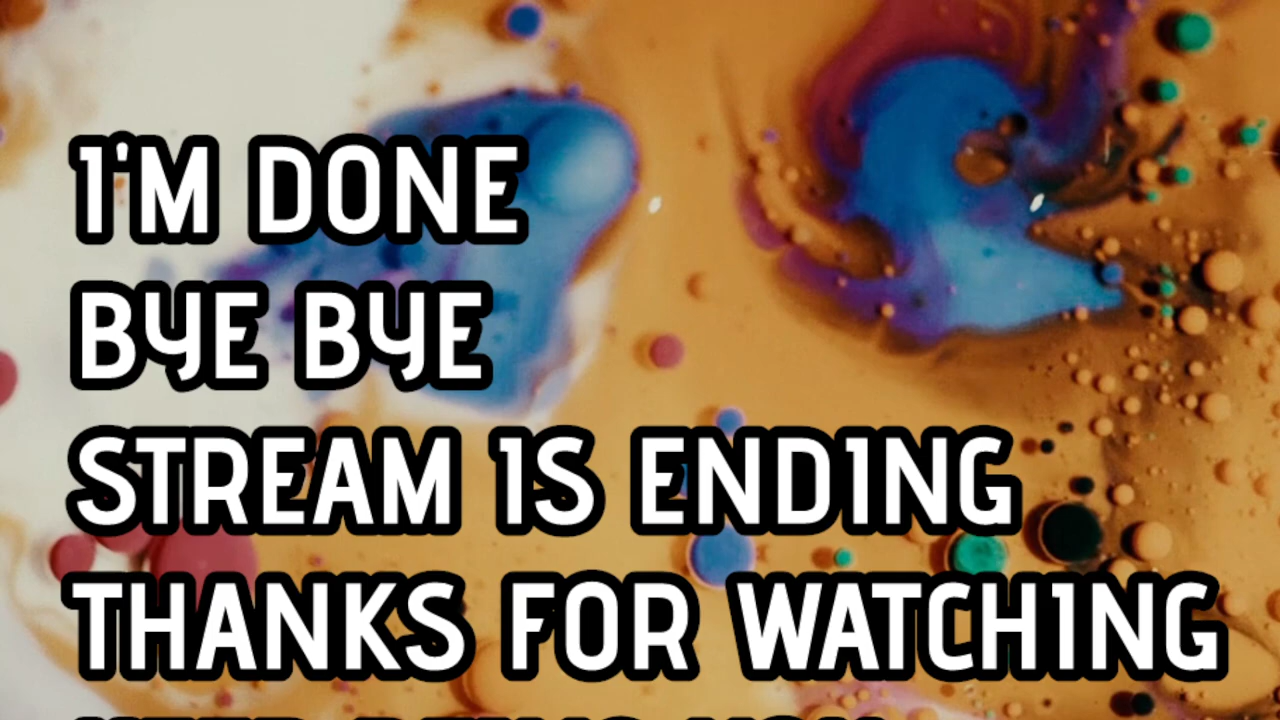 I'M DONE
BYE BYE
STREAM IS ENDING
THANKS FOR WATCHING